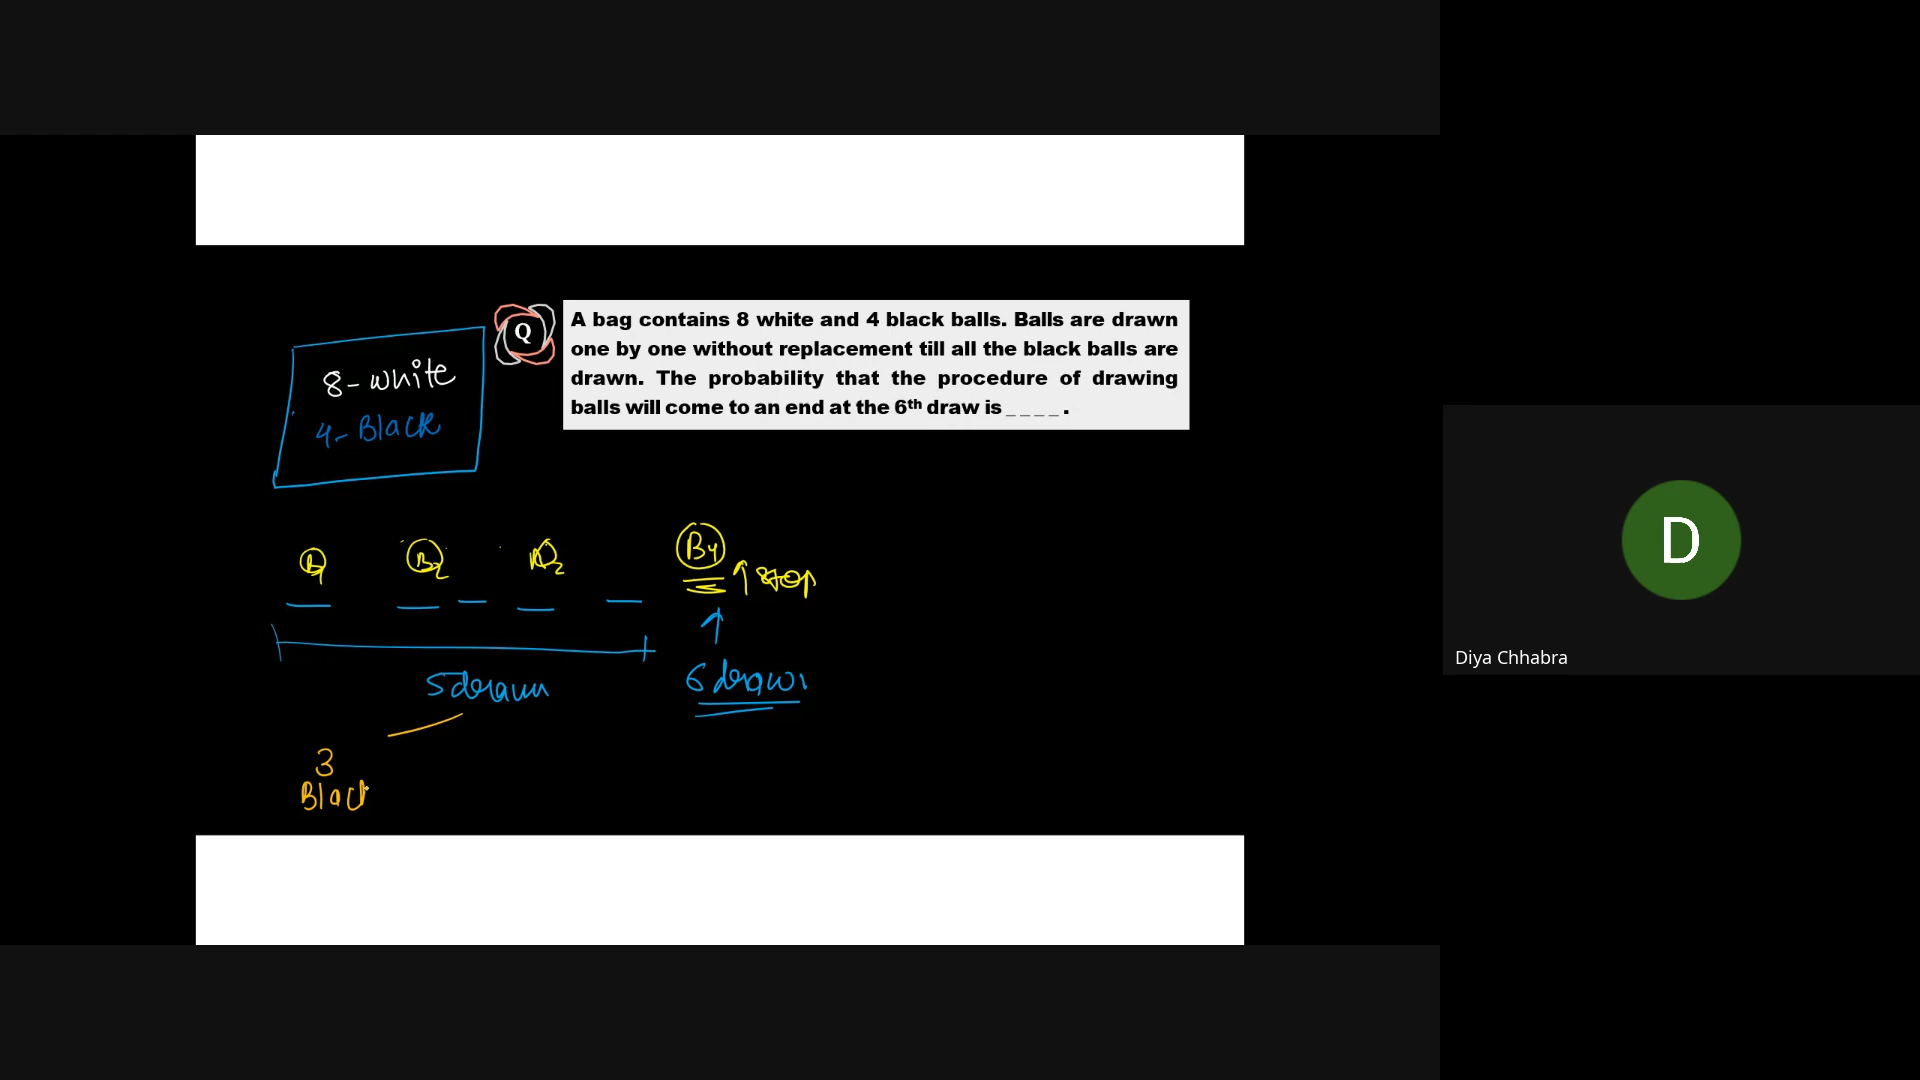 Q
A bag contains 8 white and 4 black balls. Balls are drawn
one by one without replacement till all the black balls are
drawn. The probability that the procedure of drawing
balls will come to an end at the 6th draw is _ _ _ _ .
8 - white
4 - Black
B1 B2 B4
↑ stop
5 drawn
6 drawn
3
Black
D
Diya Chhabra